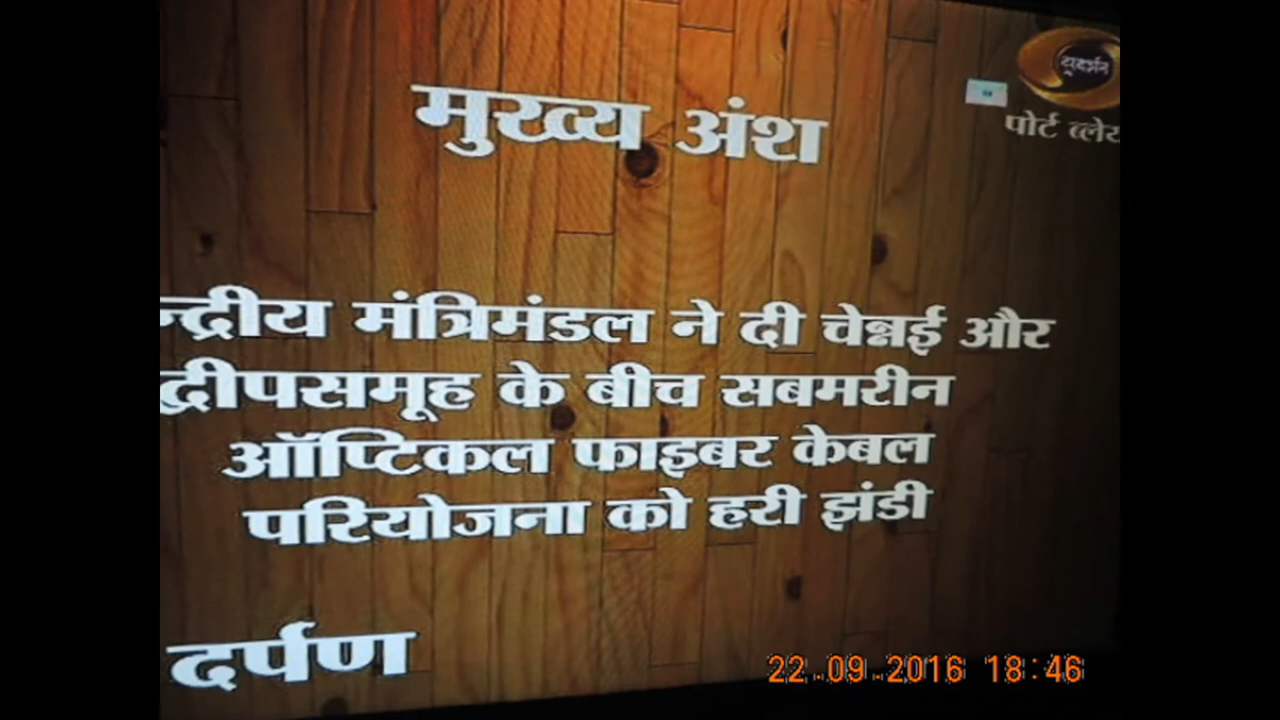 दूरदर्शन
पोर्ट ब्लेय
मुख्य अंश
न्द्रीय मंत्रिमंडल ने दी चेन्नई और
द्वीपसमूह के बीच सबमरीन
ऑप्टिकल फाइबर केबल
परियोजना को हरी झंडी
दर्पण
22.09.2016 18:46